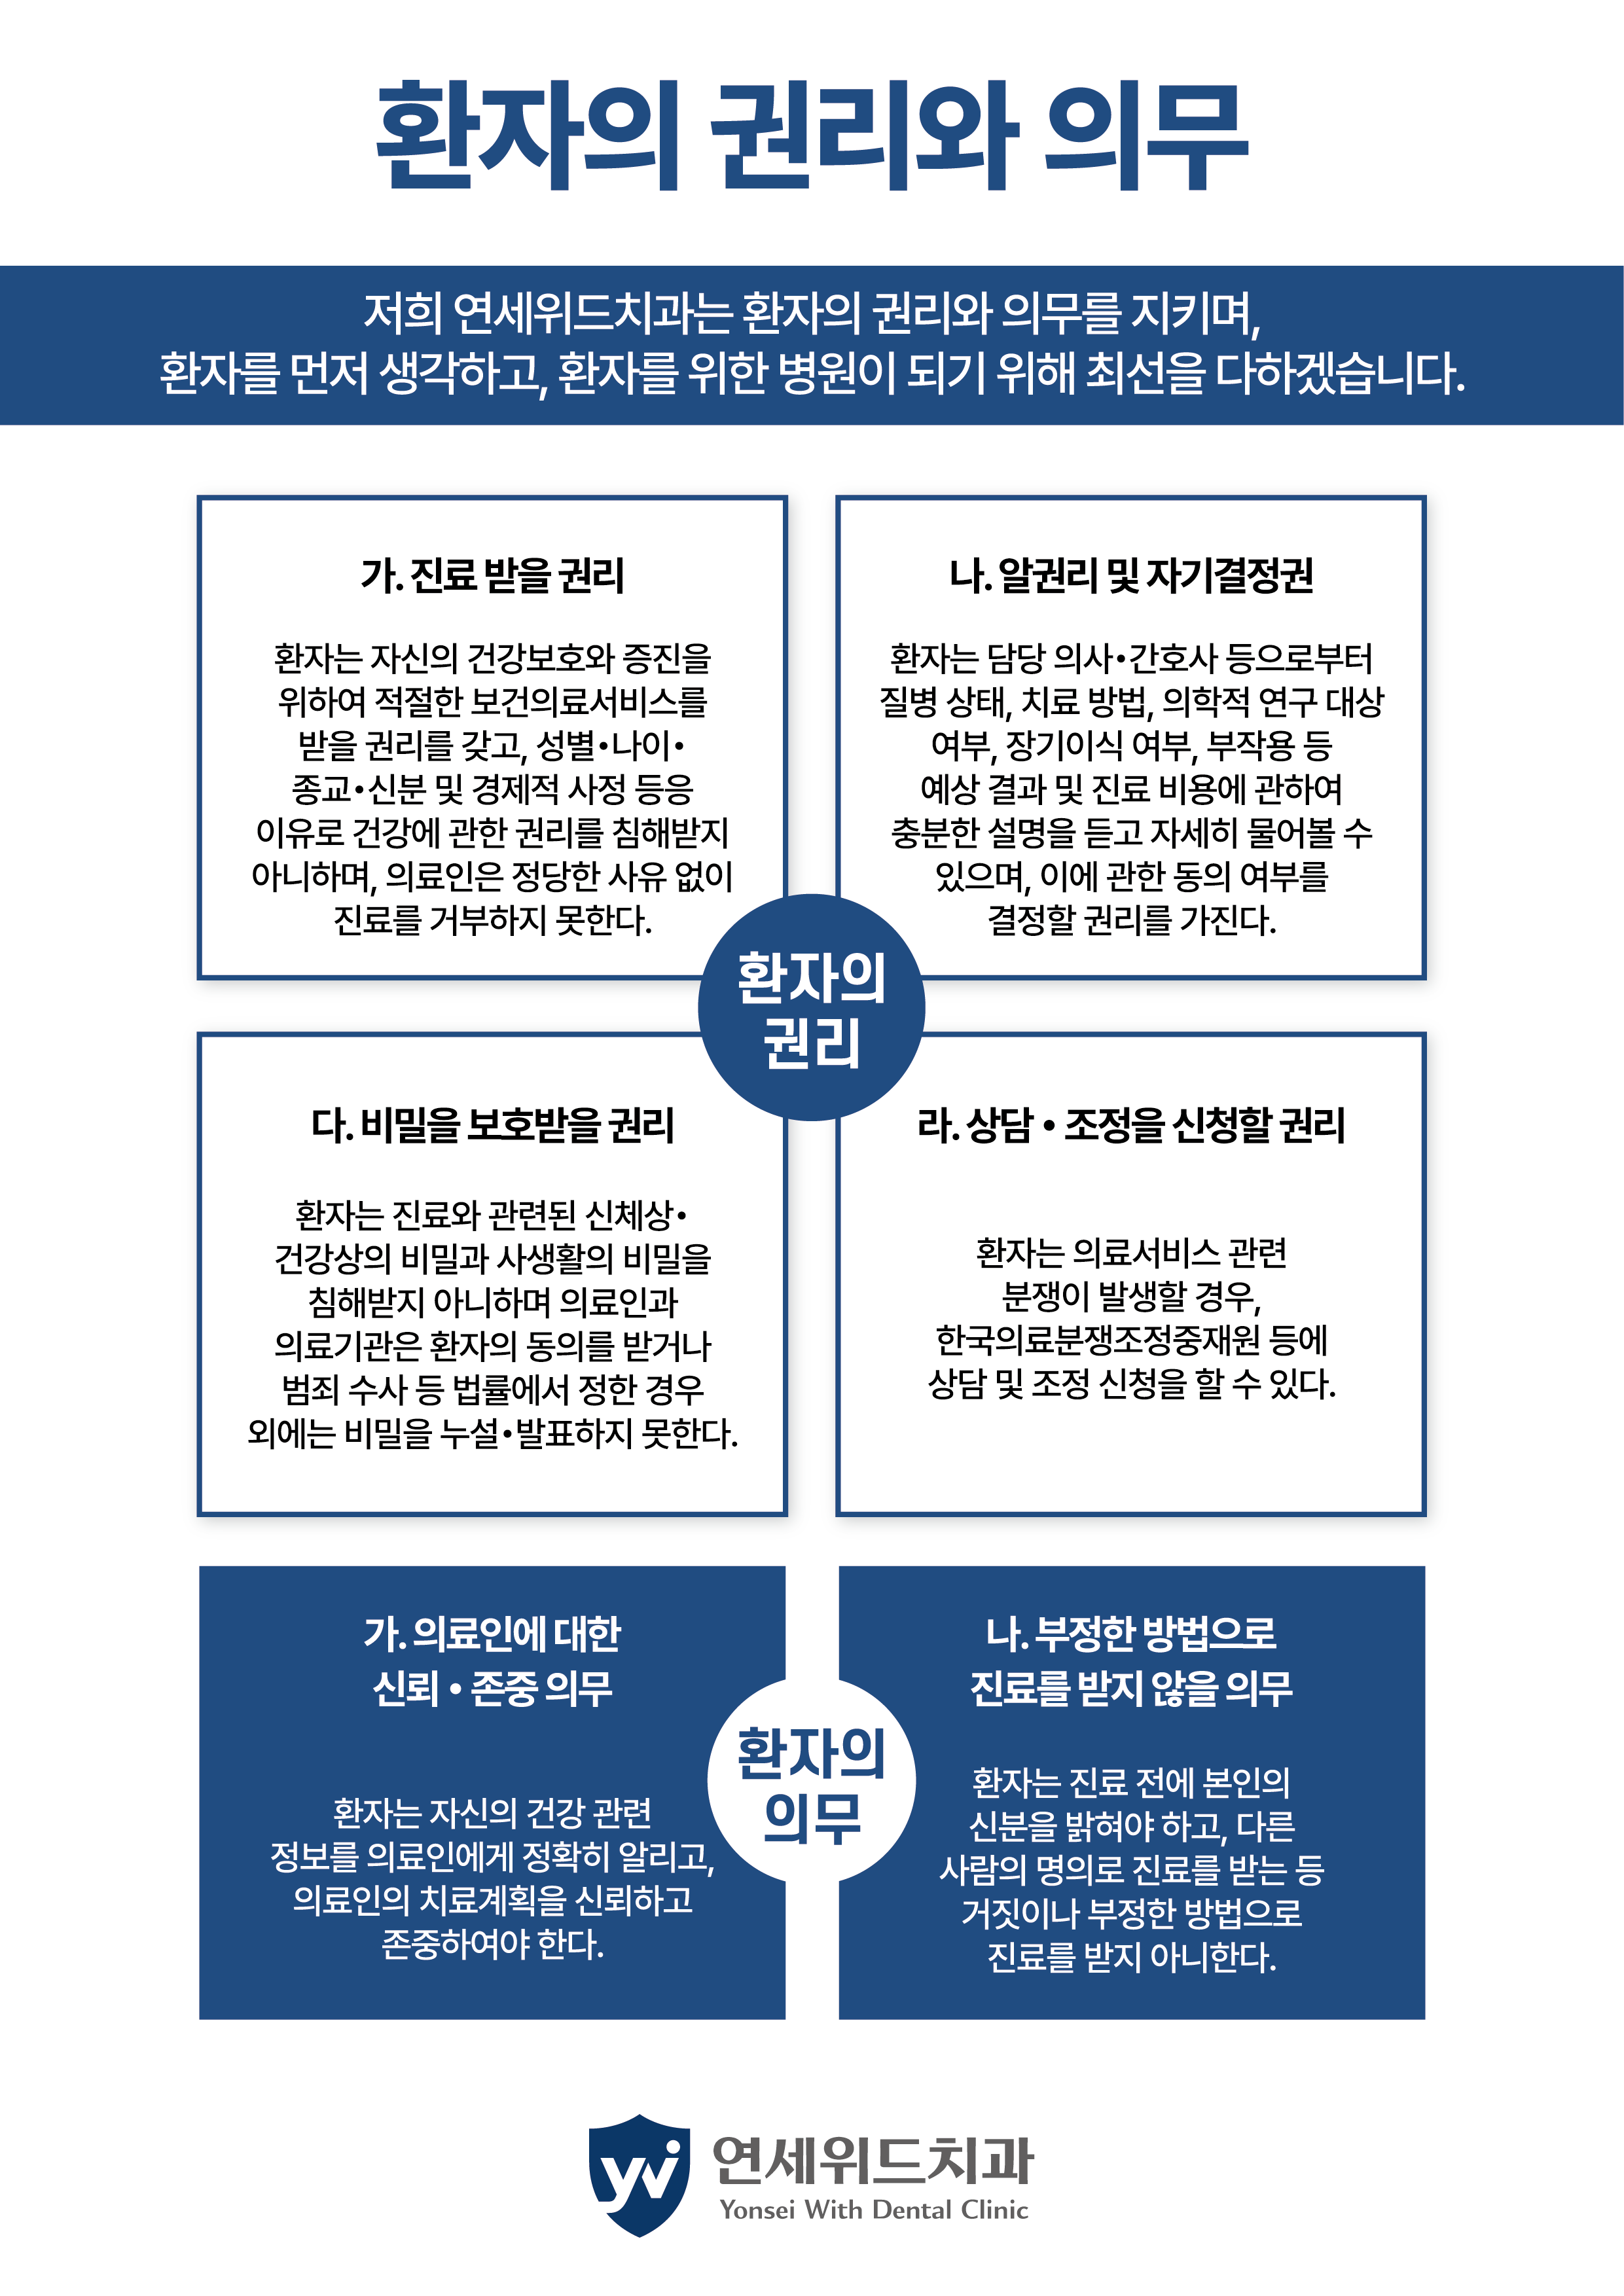 환자의 권리와 의무
저희 연세위드치과는 환자의 권리와 의무를 지키며,
환자를 먼저 생각하고, 환자를 위한 병원이 되기 위해 최선을 다하겠습니다.
가. 진료 받을 권리
환자는 자신의 건강보호와 증진을
위하여 적절한 보건의료서비스를
받을 권리를 갖고, 성별•나이•
종교•신분 및 경제적 사정 등응
이유로 건강에 관한 권리를 침해받지
아니하며, 의료인은 정당한 사유 없이
진료를 거부하지 못한다.
나. 알권리 및 자기결정권
환자는 담당 의사•간호사 등으로부터
질병 상태, 치료 방법, 의학적 연구 대상
여부, 장기이식 여부, 부작용 등
예상 결과 및 진료 비용에 관하여
충분한 설명을 듣고 자세히 물어볼 수
있으며, 이에 관한 동의 여부를
결정할 권리를 가진다.
환자의
권리
다. 비밀을 보호받을 권리
환자는 진료와 관련된 신체상•
건강상의 비밀과 사생활의 비밀을
침해받지 아니하며 의료인과
의료기관은 환자의 동의를 받거나
범죄 수사 등 법률에서 정한 경우
외에는 비밀을 누설•발표하지 못한다.
라. 상담 • 조정을 신청할 권리
환자는 의료서비스 관련
분쟁이 발생할 경우,
한국의료분쟁조정중재원 등에
상담 및 조정 신청을 할 수 있다.
가. 의료인에 대한
신뢰 • 존중 의무
환자는 자신의 건강 관련
정보를 의료인에게 정확히 알리고,
의료인의 치료계획을 신뢰하고
존중하여야 한다.
환자의
의무
나. 부정한 방법으로
진료를 받지 않을 의무
환자는 진료 전에 본인의
신분을 밝혀야 하고, 다른
사람의 명의로 진료를 받는 등
거짓이나 부정한 방법으로
진료를 받지 아니한다.
연세위드치과
Yonsei With Dental Clinic